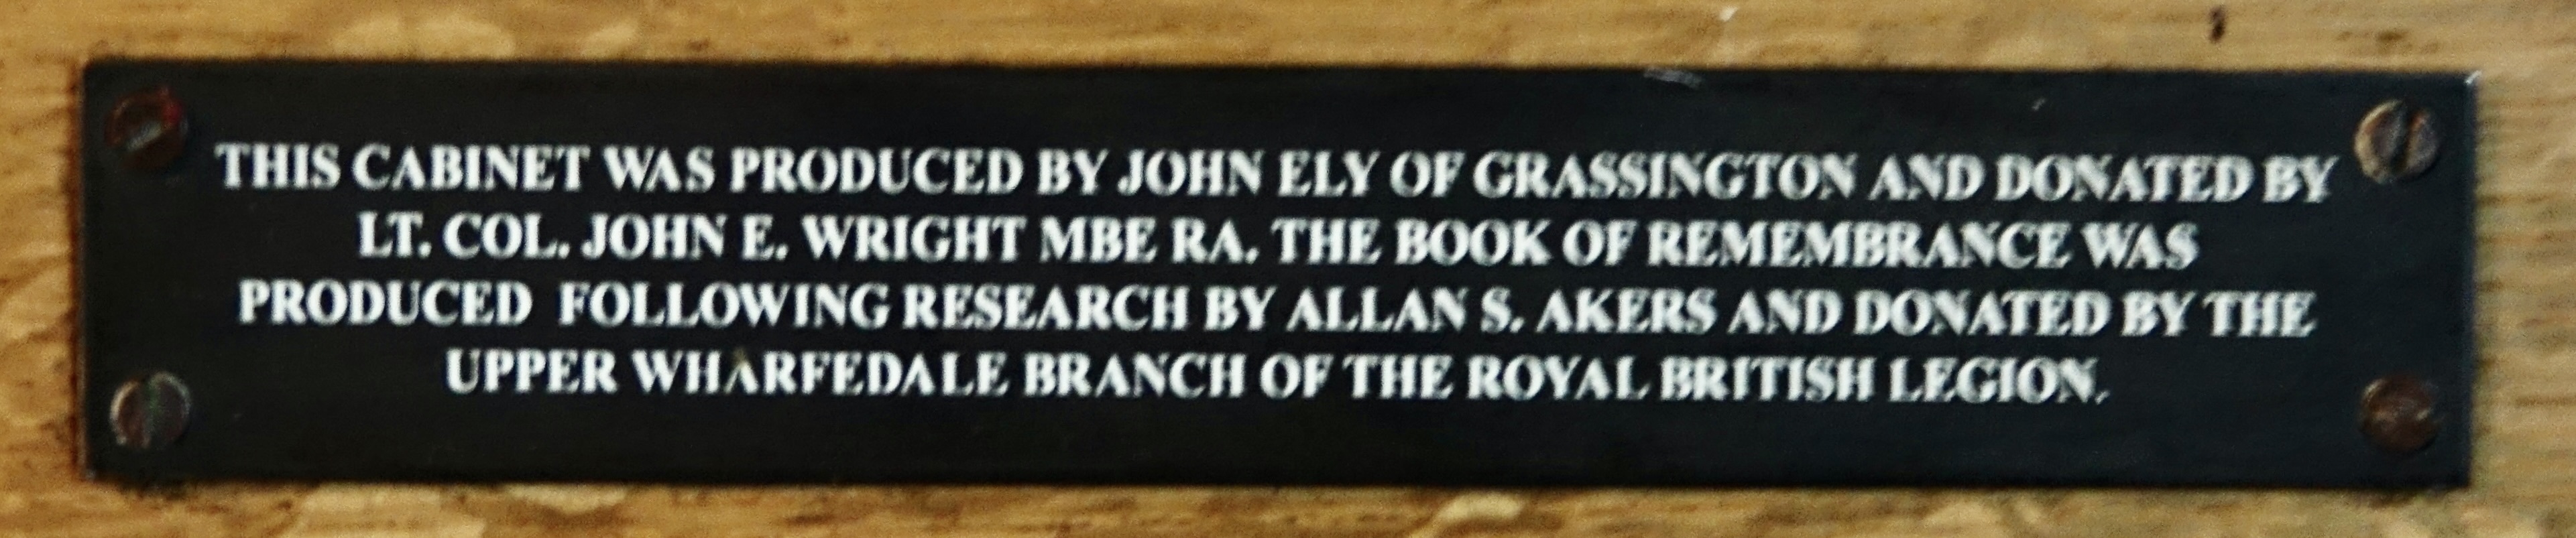 THIS CABINET WAS PRODUCED BY JOHN ELY OF GRASSINGTON AND DONATED BY
LT. COL. JOHN E. WRIGHT MBE RA. THE BOOK OF REMEMBRANCE WAS
PRODUCED FOLLOWING RESEARCH BY ALLAN S. AKERS AND DONATED BY THE
UPPER WHARFEDALE BRANCH OF THE ROYAL BRITISH LEGION.